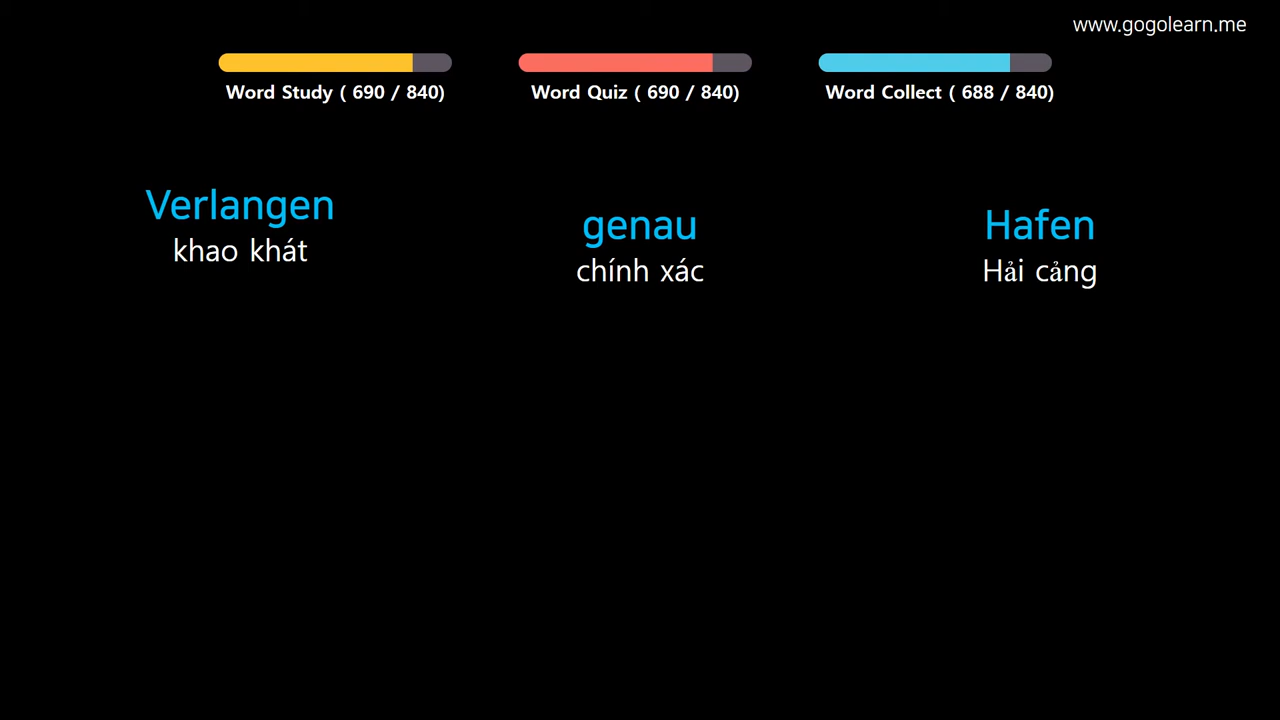 www.gogolearn.me
Word Study ( 690 / 840)
Word Quiz ( 690 / 840)
Word Collect ( 688 / 840)
Verlangen
khao khát
genau
chính xác
Hafen
Hải cảng